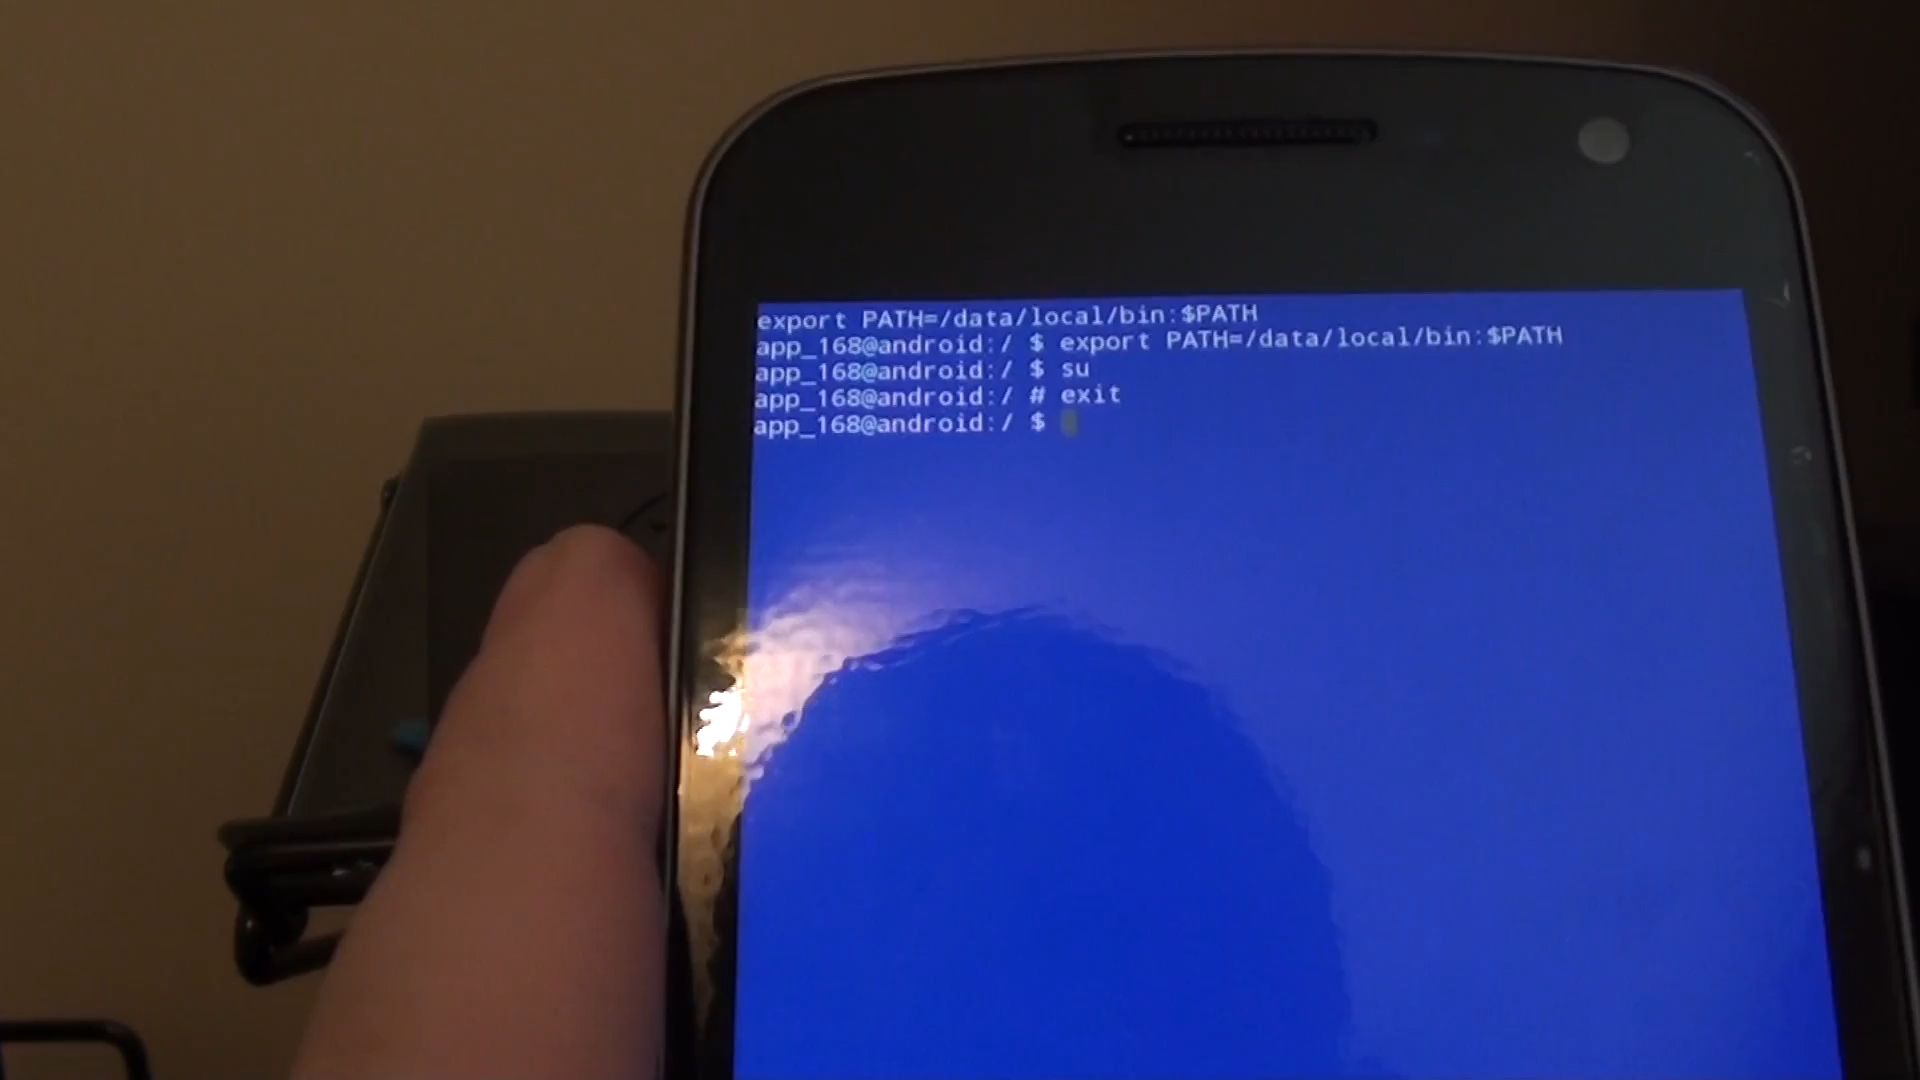 export PATH=/data/local/bin:$PATH
app_168@android:/ $ export PATH=/data/local/bin:$PATH
app_168@android:/ $ su
app_168@android:/ # exit
app_168@android:/ $